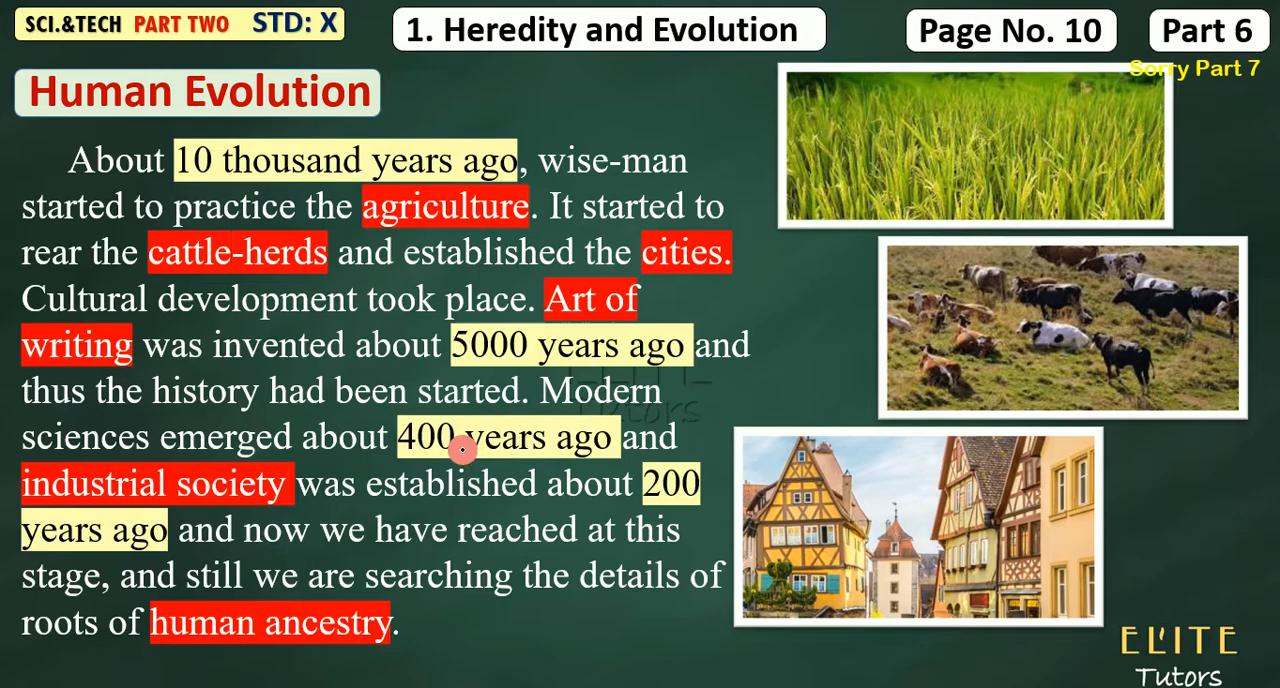 SCI.&TECH PART TWO STD: X
1. Heredity and Evolution
Page No. 10
Part 6
Sorry Part 7
Human Evolution
About 10 thousand years ago, wise-man
started to practice the agriculture. It started to
rear the cattle-herds and established the cities.
Cultural development took place. Art of
writing was invented about 5000 years ago and
thus the history had been started. Modern
sciences emerged about 400 years ago and
industrial society was established about 200
years ago and now we have reached at this
stage, and still we are searching the details of
roots of human ancestry.
Tutors
ELITE
Tutors